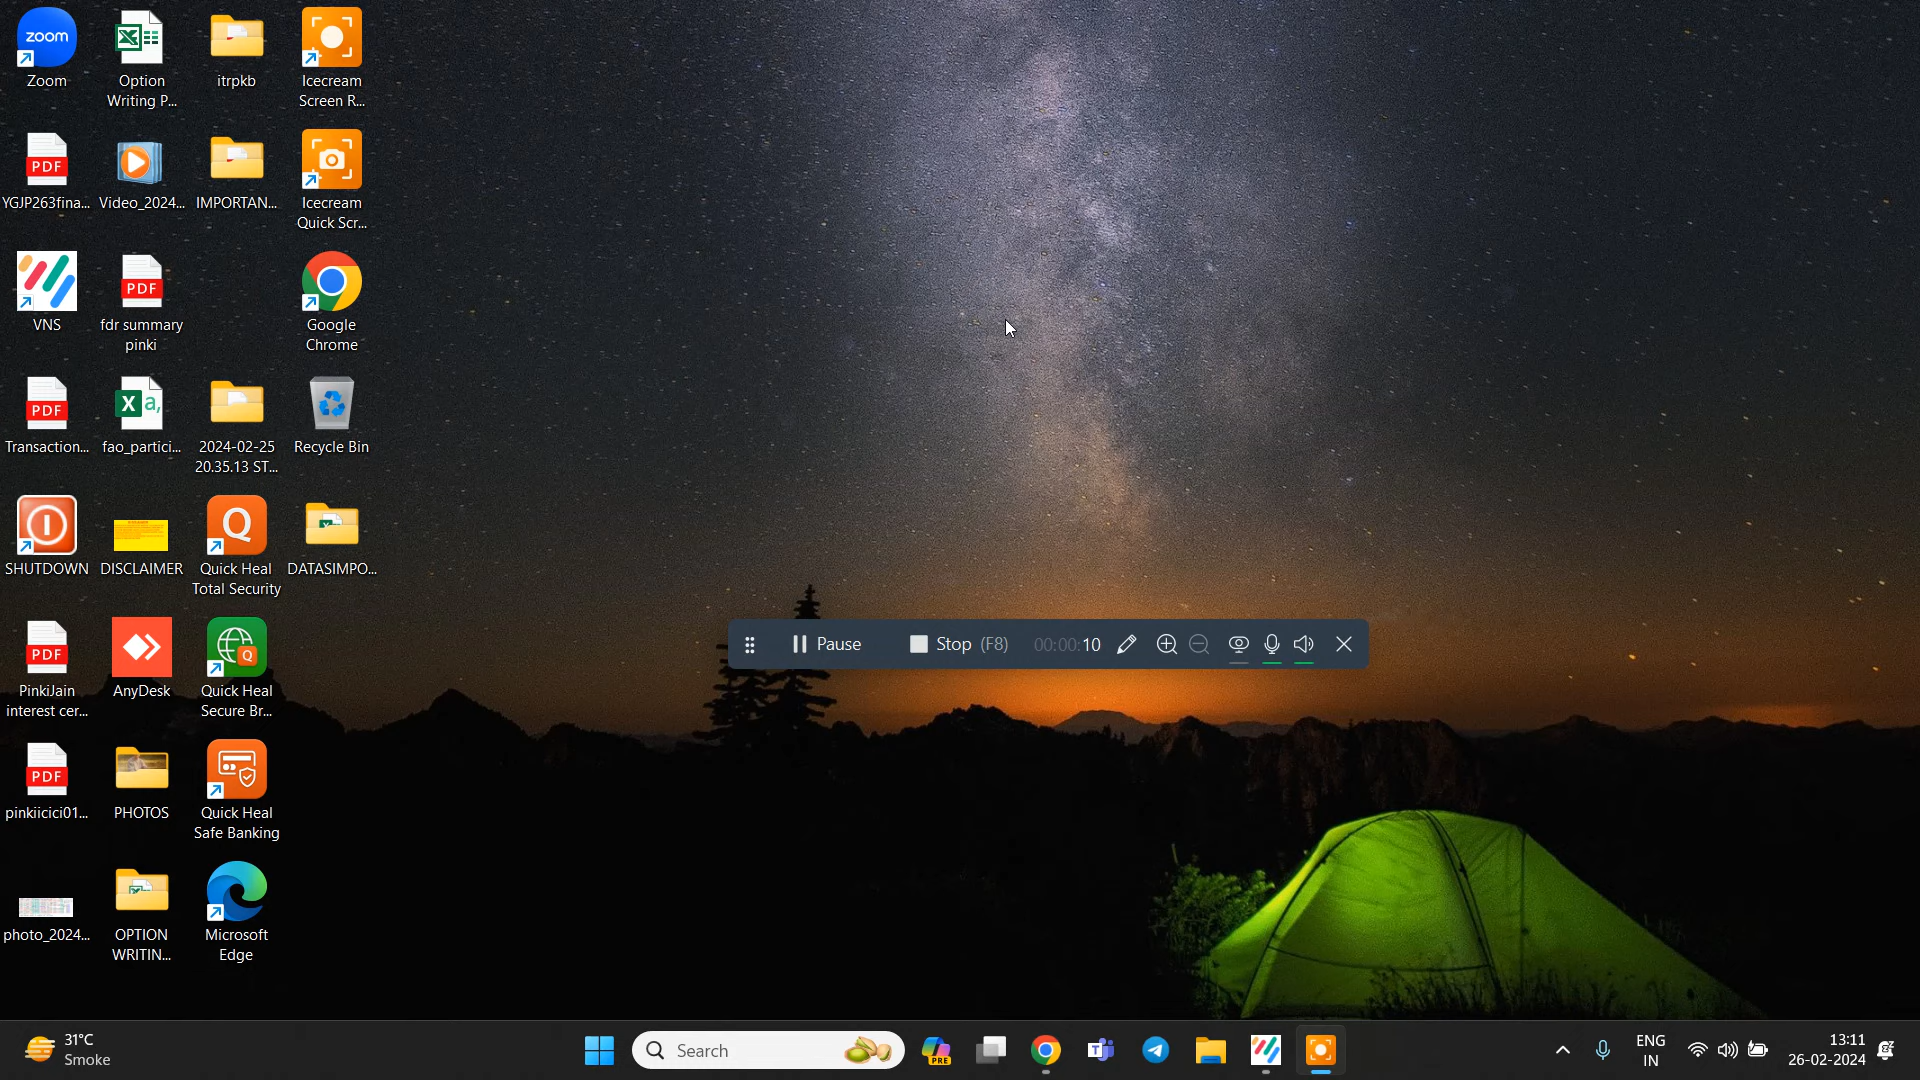 zoom
Zoom
Option
Writing P...
itrpkb
Icecream
Screen R...
PDF
YGJP263fina...
Video_2024...
IMPORTAN...
Icecream
Quick Scr...
VNS
PDF
fdr summary
pinki
Google
Chrome
PDF
Transaction...
X a,
fao_partici...
2024-02-25
20.35.13 ST...
Recycle Bin
SHUTDOWN
DISCLAIMER
Q
Quick Heal
Total Security
DATASIMPO...
PDF
PinkiJain
interest cer...
AnyDesk
Q
Quick Heal
Secure Br...
Pause
Stop (F8)
00:00:10
PDF
pinkiicici01...
PHOTOS
Quick Heal
Safe Banking
photo_2024...
OPTION
WRITIN...
Microsoft
Edge
31°C
Smoke
Search
PRE
ENG
IN
13:11
26-02-2024